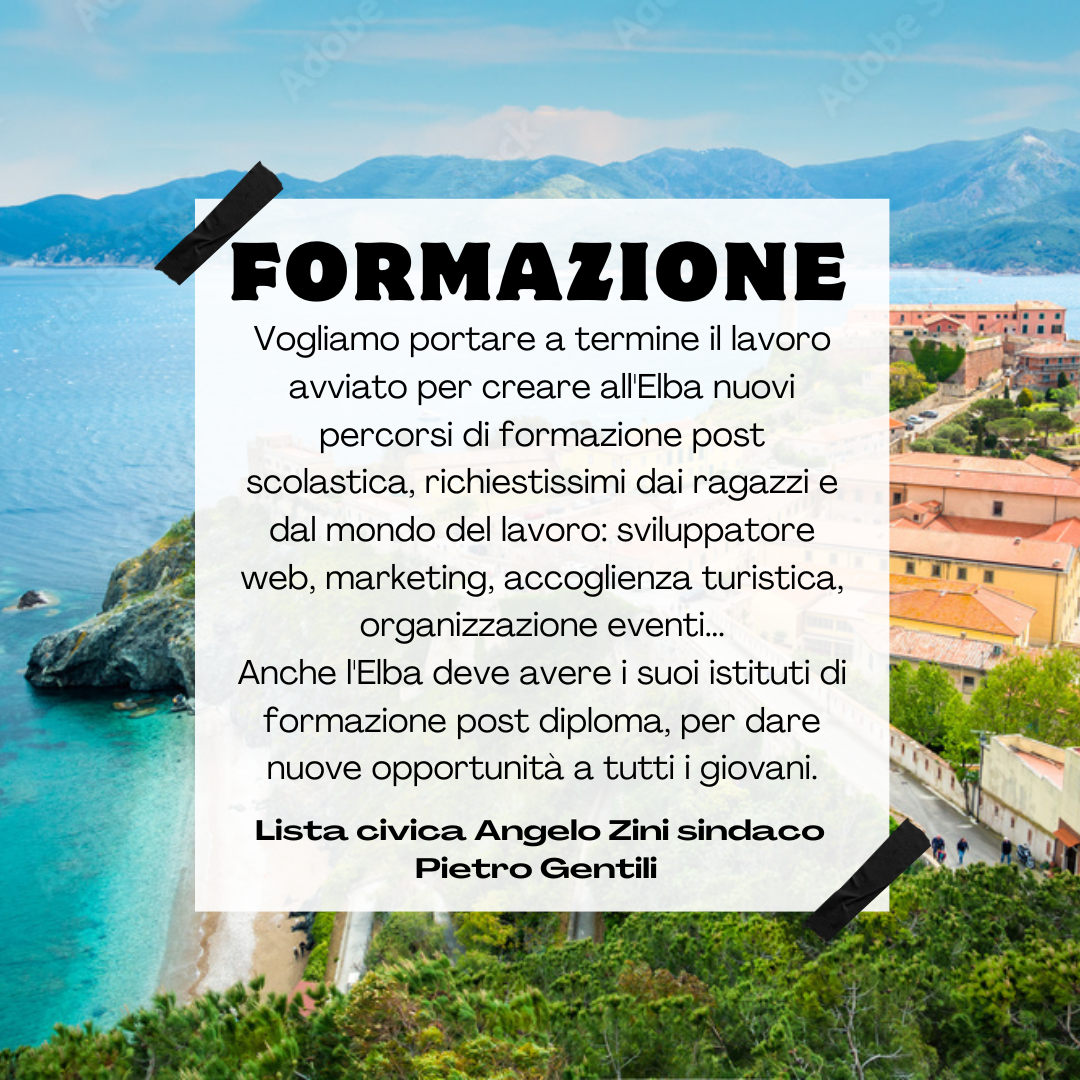 FORMAZIONE
Vogliamo portare a termine il lavoro
avviato per creare all'Elba nuovi
percorsi di formazione post
scolastica, richiestissimi dai ragazzi e
dal mondo del lavoro: sviluppatore
web, marketing, accoglienza turistica,
organizzazione eventi...
Anche l'Elba deve avere i suoi istituti di
formazione post diploma, per dare
nuove opportunità a tutti i giovani.
Lista civica Angelo Zini sindaco
Pietro Gentili